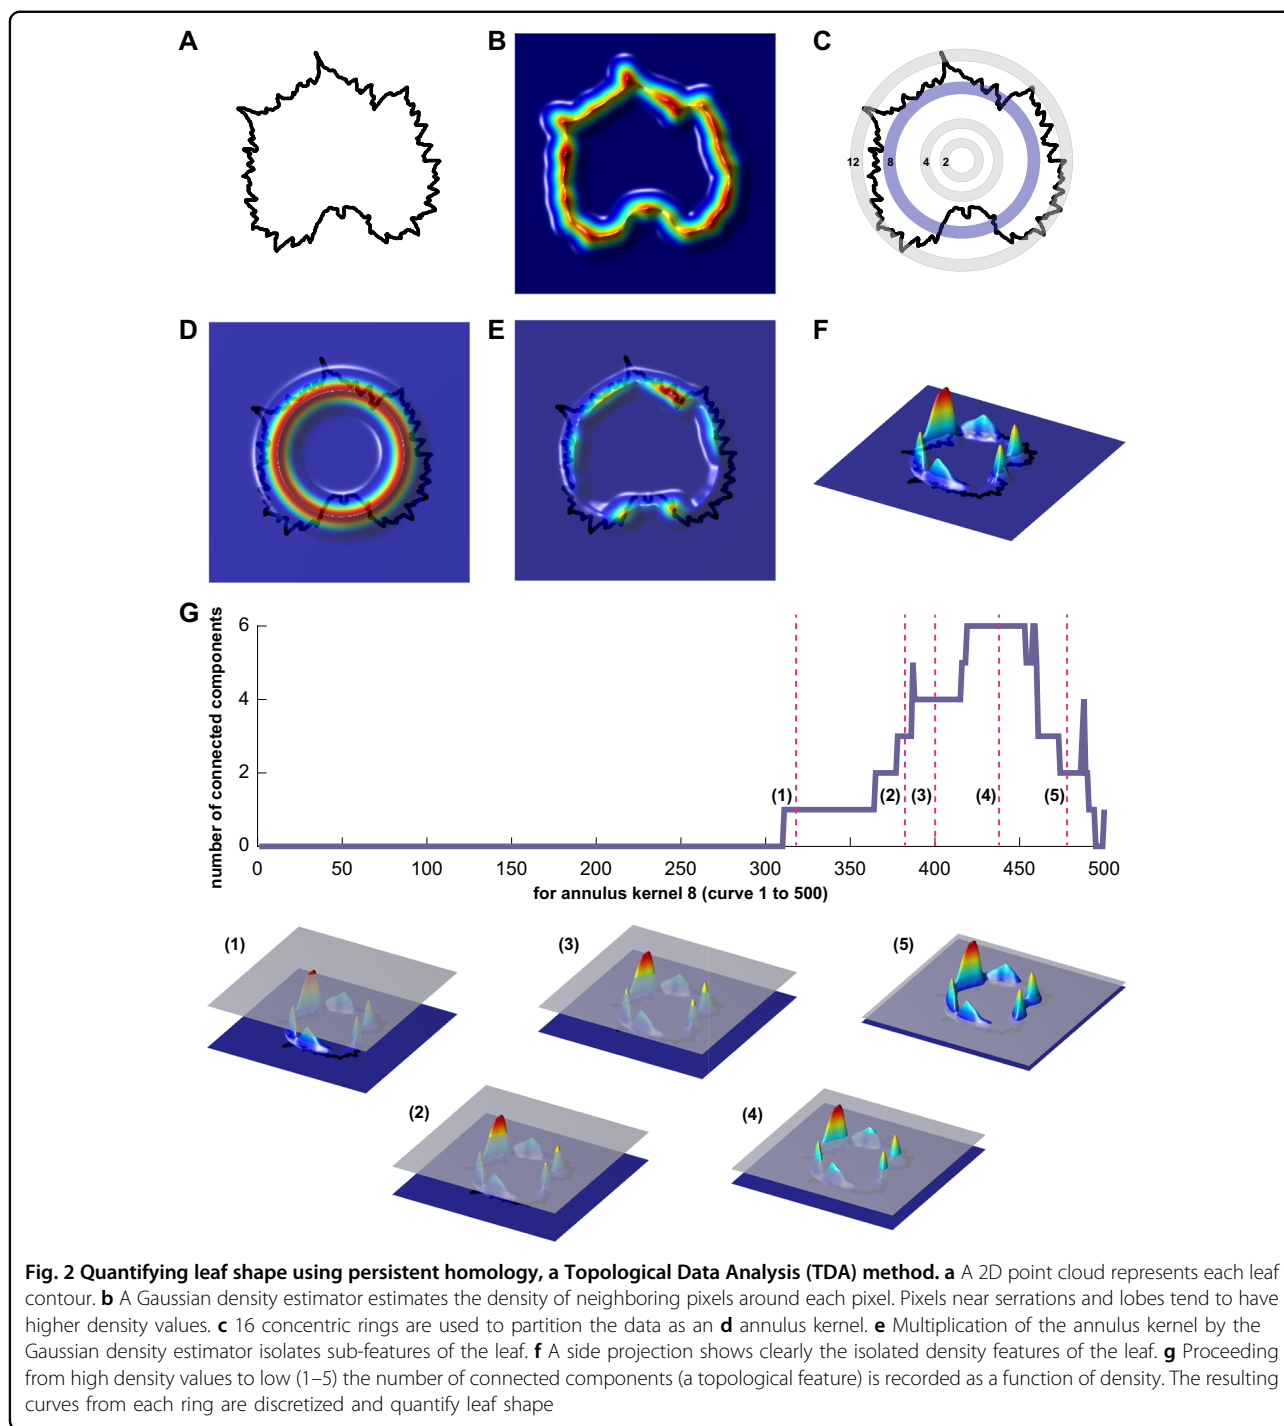 A
B
C
12
8
4
2
D
E
F
G
number of connected components
6
4
2
0
(1)
(2)
(3)
(4)
(5)
0
50
100
150
200
250
300
350
400
450
500
for annulus kernel 8 (curve 1 to 500)
(1)
(3)
(5)
(2)
(4)
Fig. 2 Quantifying leaf shape using persistent homology, a Topological Data Analysis (TDA) method. a A 2D point cloud represents each leaf
contour. b A Gaussian density estimator estimates the density of neighboring pixels around each pixel. Pixels near serrations and lobes tend to have
higher density values. c 16 concentric rings are used to partition the data as an d annulus kernel. e Multiplication of the annulus kernel by the
Gaussian density estimator isolates sub-features of the leaf. f A side projection shows clearly the isolated density features of the leaf. g Proceeding
from high density values to low (1–5) the number of connected components (a topological feature) is recorded as a function of density. The resulting
curves from each ring are discretized and quantify leaf shape